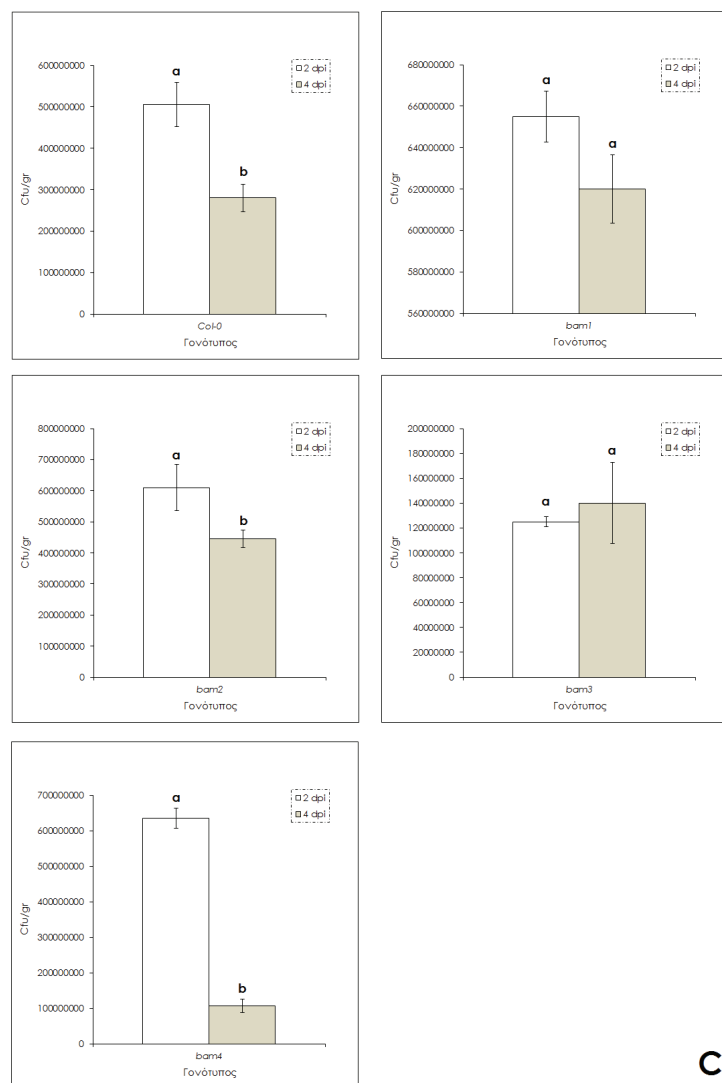 2 dpi
4 dpi
600000000
500000000
400000000
300000000
200000000
100000000
0
Cfu/gr
a
b
Col-0
Γονότυπος
2 dpi
4 dpi
680000000
660000000
640000000
620000000
600000000
580000000
560000000
Cfu/gr
a
a
bam1
Γονότυπος
2 dpi
4 dpi
800000000
700000000
600000000
500000000
400000000
300000000
200000000
100000000
0
Cfu/gr
a
b
bam2
Γονότυπος
2 dpi
4 dpi
200000000
180000000
160000000
140000000
120000000
100000000
80000000
60000000
40000000
20000000
0
Cfu/gr
a
a
bam3
Γονότυπος
2 dpi
4 dpi
700000000
600000000
500000000
400000000
300000000
200000000
100000000
0
Cfu/gr
a
b
bam4
Γονότυπος
C